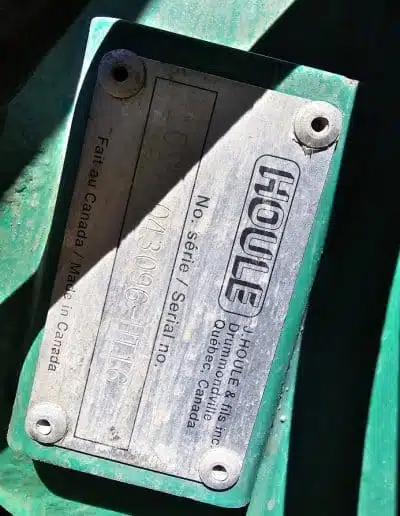 HOULE
J. HOULE & fils inc.
Drummondville
Québec, Canada
No. série / Serial no.
Fait au Canada / Made in Canada